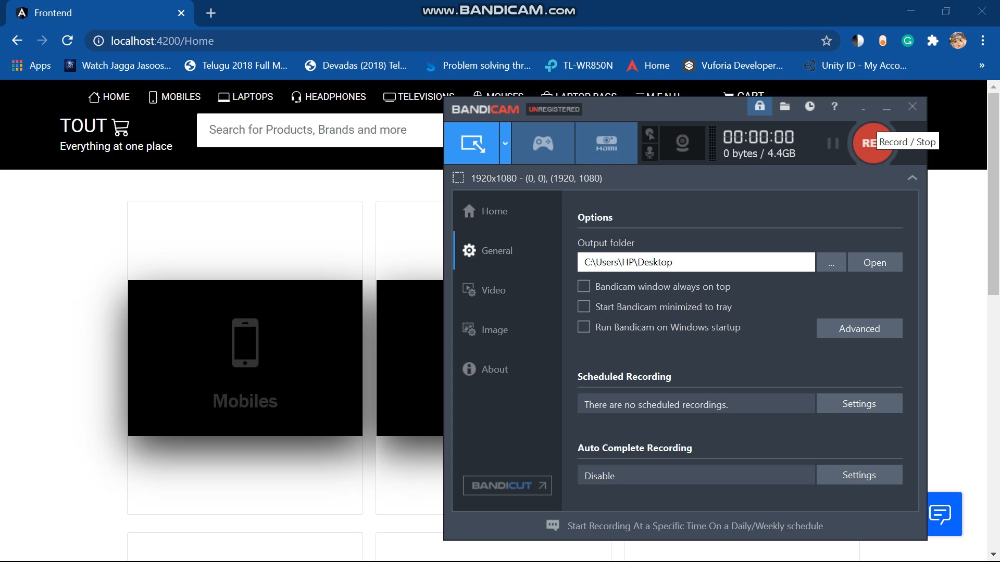 Frontend
www.BANDICAM.com
localhost:4200/Home
Apps
Watch Jagga Jasoos...
Telugu 2018 Full M...
Devadas (2018) Tel...
Problem solving thr...
TL-WR850N
Home
Vuforia Developer...
Unity ID - My Acco...
»
HOME
MOBILES
LAPTOPS
HEADPHONES
TELEVISIONS
MOUSES
LAPTOP BAGS
MENU
CART
TOUT
Everything at one place
Search for Products, Brands and more
BANDICAM UNREGISTERED
?
HDMI
00:00:00
0 bytes / 4.4GB
RE
Record / Stop
1920x1080 - (0, 0), (1920, 1080)
Home
General
Video
Image
About
BANDICUT
Options
Output folder
C:\Users\HP\Desktop
...
Open
Bandicam window always on top
Start Bandicam minimized to tray
Run Bandicam on Windows startup
Advanced
Scheduled Recording
There are no scheduled recordings.
Settings
Auto Complete Recording
Disable
Settings
Start Recording At a Specific Time On a Daily/Weekly schedule
Mobiles